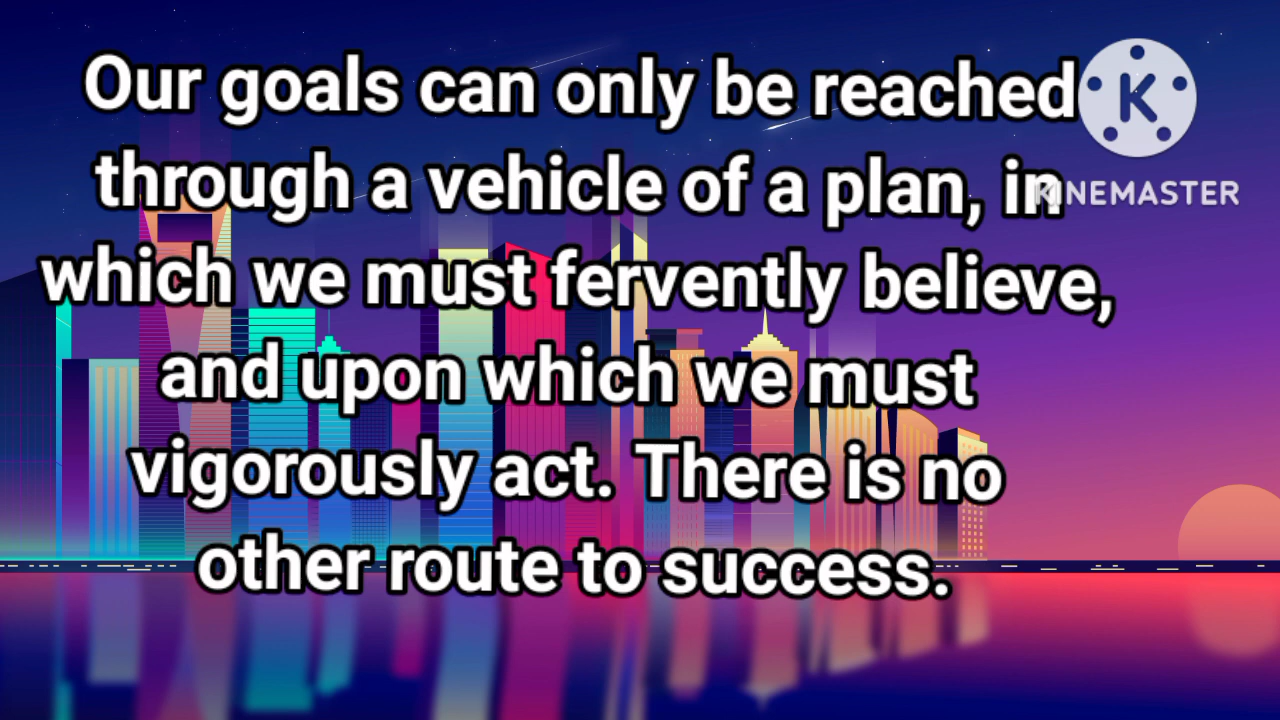 Our goals can only be reached
through a vehicle of a plan, in
which we must fervently believe,
and upon which we must
vigorously act. There is no
other route to success.
K
KINEMASTER